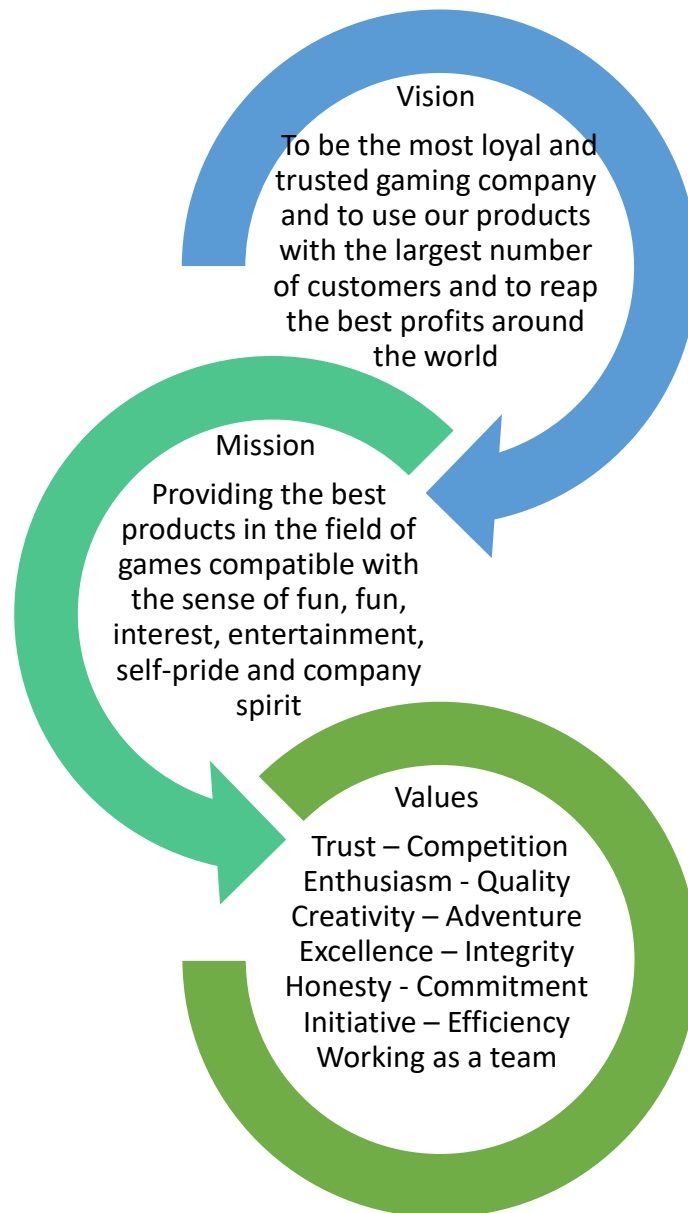 Vision
To be the most loyal and
trusted gaming company
and to use our products
with the largest number
of customers and to reap
the best profits around
the world
Mission
Providing the best
products in the field of
games compatible with
the sense of fun, fun,
interest, entertainment,
self-pride and company
spirit
Values
Trust – Competition
Enthusiasm - Quality
Creativity – Adventure
Excellence – Integrity
Honesty - Commitment
Initiative – Efficiency
Working as a team